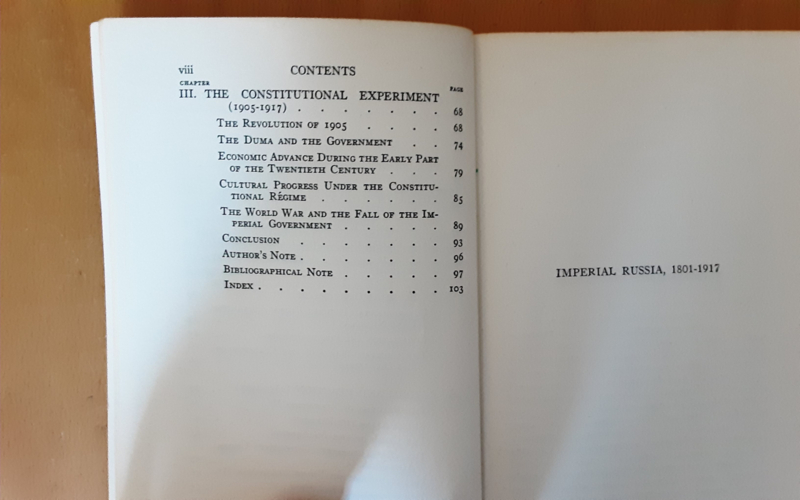 viii CONTENTS
CHAPTER PAGE
III. THE CONSTITUTIONAL EXPERIMENT
(1905-1917) . . . . . . . 68
THE REVOLUTION OF 1905 . . . . 68
THE DUMA AND THE GOVERNMENT . . 74
ECONOMIC ADVANCE DURING THE EARLY PART
OF THE TWENTIETH CENTURY . . . 79
CULTURAL PROGRESS UNDER THE CONSTITU-
TIONAL RÉGIME . . . . . . 85
THE WORLD WAR AND THE FALL OF THE IM-
PERIAL GOVERNMENT . . . . . 89
CONCLUSION . . . . . . . 93
AUTHOR'S NOTE . . . . . . . 96
BIBLIOGRAPHICAL NOTE . . . . . 97
INDEX . . . . . . . . . 103
IMPERIAL RUSSIA, 1801-1917